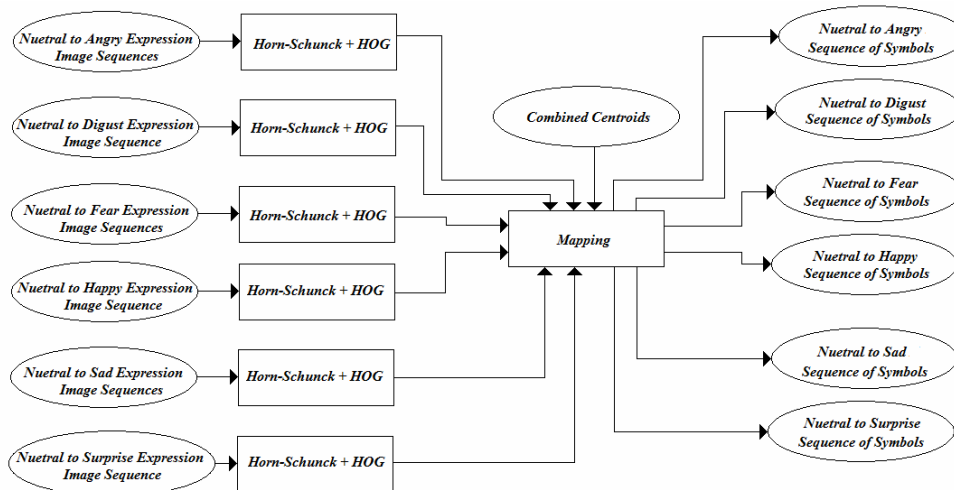 Nuetral to Angry Expression
Image Sequences
Horn-Schunck + HOG
Nuetral to Digust Expression
Image Sequence
Horn-Schunck + HOG
Nuetral to Fear Expression
Image Sequences
Horn-Schunck + HOG
Nuetral to Happy Expression
Image Sequence
Horn-Schunck + HOG
Nuetral to Sad Expression
Image Sequences
Horn-Schunck + HOG
Nuetral to Surprise Expression
Image Sequence
Horn-Schunck + HOG
Combined Centroids
Mapping
Nuetral to Angry
Sequence of Symbols
Nuetral to Digust
Sequence of Symbols
Nuetral to Fear
Sequence of Symbols
Nuetral to Happy
Sequence of Symbols
Nuetral to Sad
Sequence of Symbols
Nuetral to Surprise
Sequence of Symbols